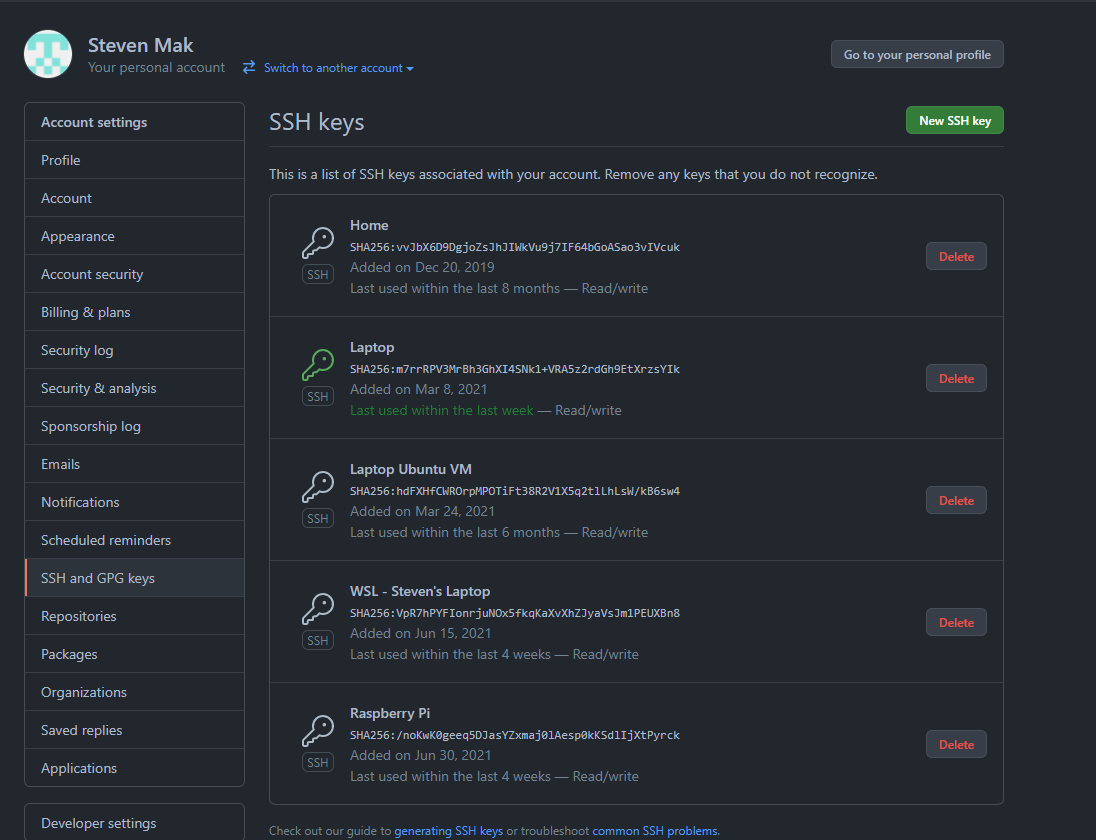 Steven Mak
Your personal account
Switch to another account
Go to your personal profile
Account settings
Profile
Account
Appearance
Account security
Billing & plans
Security log
Security & analysis
Sponsorship log
Emails
Notifications
Scheduled reminders
SSH and GPG keys
Repositories
Packages
Organizations
Saved replies
Applications
Developer settings
SSH keys
New SSH key
This is a list of SSH keys associated with your account. Remove any keys that you do not recognize.
Home
SHA256:vvJbX6D9DgjoZsJhJIWkVu9j7IF64bGoASao3vIVcuk
Added on Dec 20, 2019
Last used within the last 8 months — Read/write
SSH
Delete
Laptop
SHA256:m7rrRPV3MrBh3GhXI4SNk1+VRA5z2rdGh9EtXrzsYIk
Added on Mar 8, 2021
Last used within the last week — Read/write
SSH
Delete
Laptop Ubuntu VM
SHA256:hdFXHfCWROrpMPOTiFt38R2V1X5q2tlLhLsW/kB6sw4
Added on Mar 24, 2021
Last used within the last 6 months — Read/write
SSH
Delete
WSL - Steven's Laptop
SHA256:VpR7hPYFIonrjuNOx5fkqKaXvXhZJyaVsJm1PEUXBn8
Added on Jun 15, 2021
Last used within the last 4 weeks — Read/write
SSH
Delete
Raspberry Pi
SHA256:/noKwK0geeq5DJasYZxmaj0lAesp0kKSdlIjXtPyrck
Added on Jun 30, 2021
Last used within the last 4 weeks — Read/write
SSH
Delete
Check out our guide to generating SSH keys or troubleshoot common SSH problems.